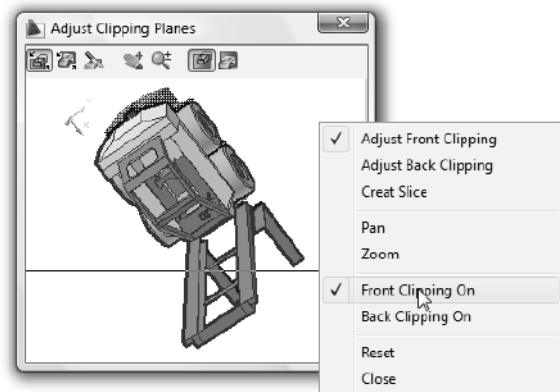 Adjust Clipping Planes
Adjust Front Clipping
Adjust Back Clipping
Creat Slice
Pan
Zoom
Front Clipping On
Back Clipping On
Reset
Close